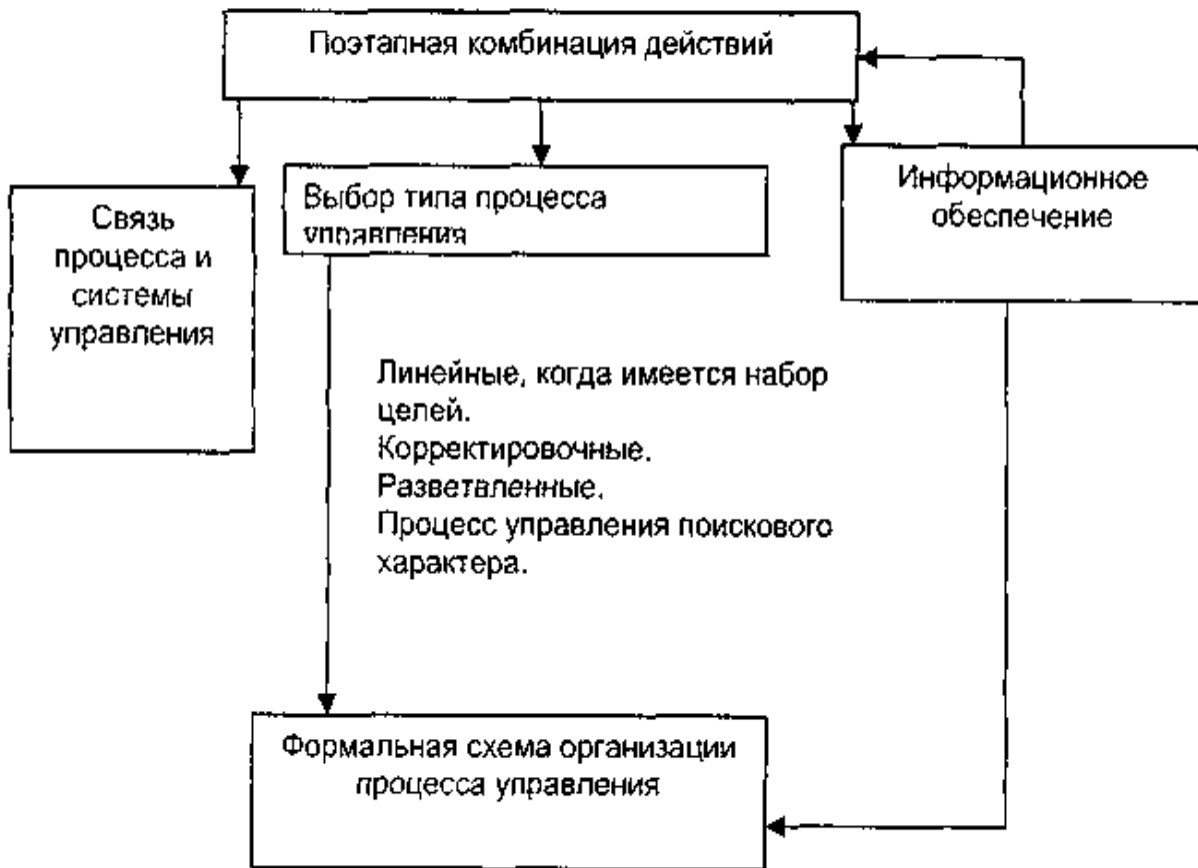 Поэтапная комбинация действий
Связь
процесса и
системы
управления
Выбор типа процесса
управления
Информационное
обеспечение
Линейные, когда имеется набор
целей.
Корректировочные.
Разветаленные.
Процесс управления поискового
характера.
Формальная схема организации
процесса управления